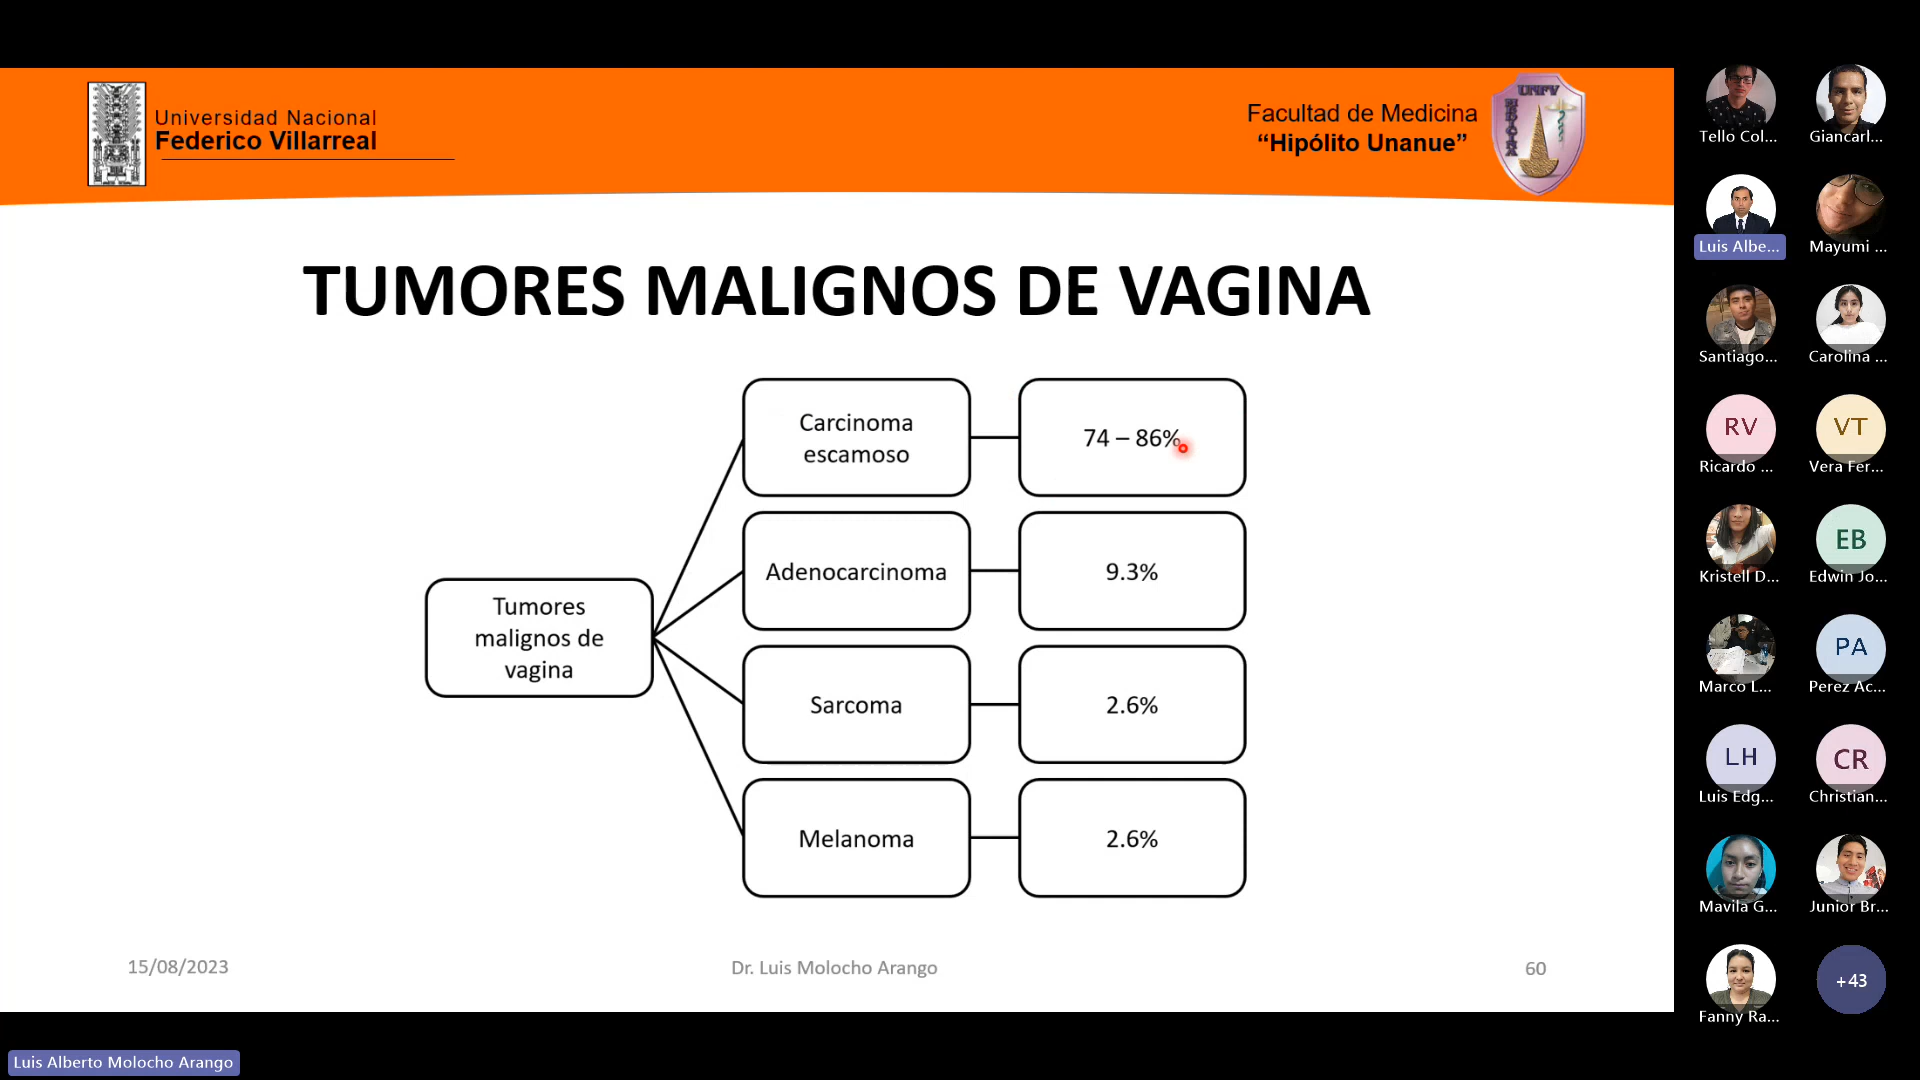 Universidad Nacional
Federico Villarreal
Facultad de Medicina
“Hipólito Unanue”
UNFV
TUMORES MALIGNOS DE VAGINA
Tumores
malignos de
vagina
Carcinoma
escamoso
74 – 86%
Adenocarcinoma
9.3%
Sarcoma
2.6%
Melanoma
2.6%
15/08/2023
Dr. Luis Molocho Arango
60
Luis Alberto Molocho Arango
Tello Col...
Giancarl...
Luis Albe...
Mayumi ...
Santiago...
Carolina ...
RV
Ricardo ...
VT
Vera Fer...
Kristell D...
EB
Edwin Jo...
Marco L...
PA
Perez Ac...
LH
Luis Edg...
CR
Christian...
Mavila G...
Junior Br...
Fanny Ra...
+43